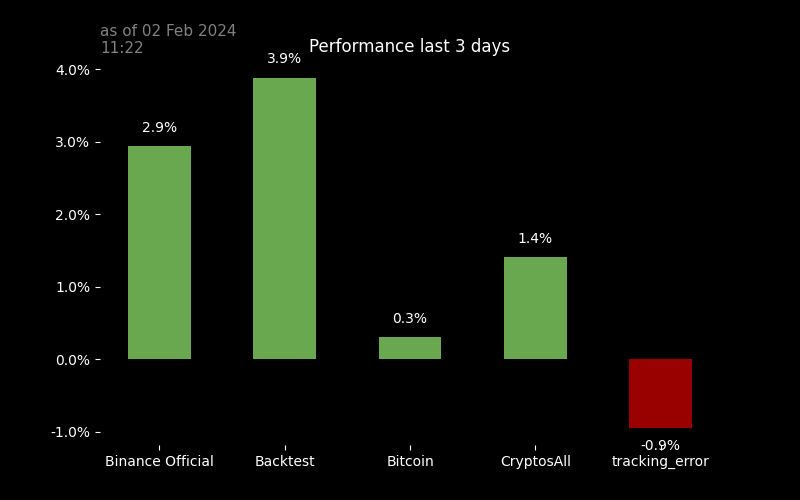 as of 02 Feb 2024
11:22
Performance last 3 days
4.0%
3.0%
2.0%
1.0%
0.0%
-1.0%
2.9%
3.9%
0.3%
1.4%
-0.9%
Binance Official
Backtest
Bitcoin
CryptosAll
tracking_error